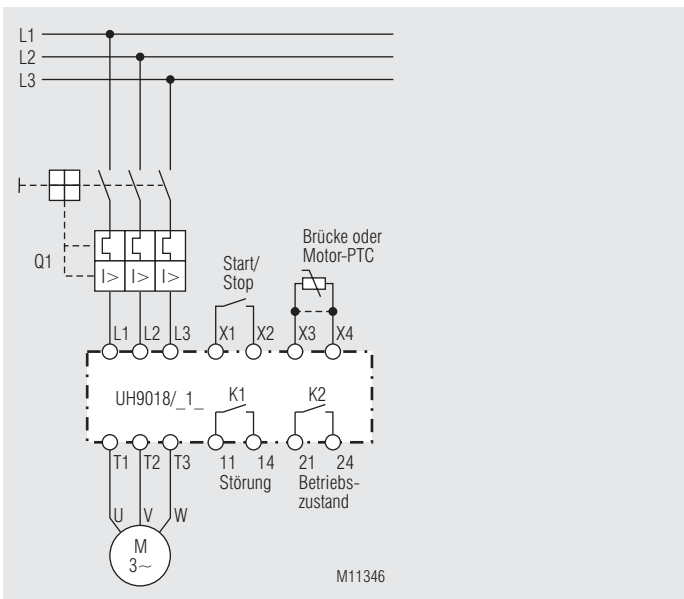 L1
L2
L3
Q1
I> I> I>
Start/
Stop
Brücke oder
Motor-PTC
L1 L2 L3 X1 X2 X3 X4
UH9018/_1_ K1 K2
T1 T2 T3 11 14 21 24
Störung
Betriebs-
zustand
U V W
M
3~
M11346